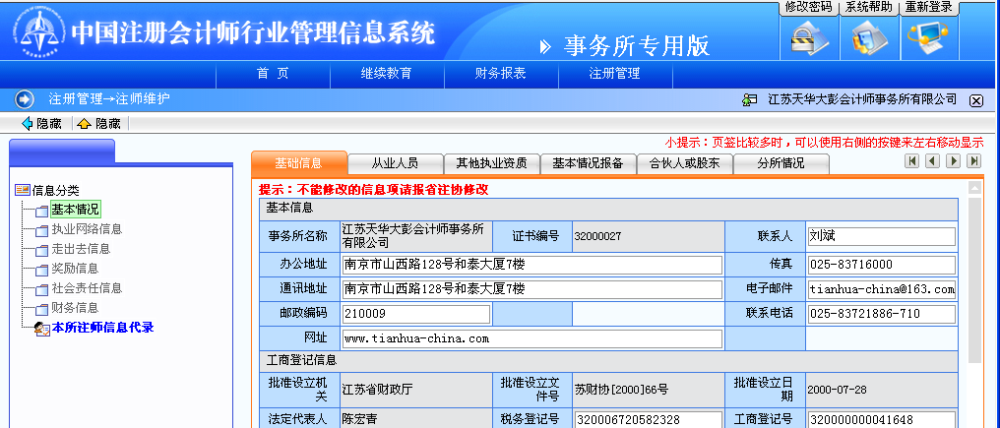 中国注册会计师行业管理信息系统
事务所专用版
修改密码 系统帮助 重新登录
首 页 继续教育 财务报表 注册管理
注册管理→注师维护
江苏天华大彭会计师事务所有限公司
隐藏 隐藏
小提示：页签比较多时，可以使用右侧的按键来左右移动显示
基础信息 从业人员 其他执业资质 基本情况报备 合伙人或股东 分所情况
信息分类
基本情况
执业网络信息
走出去信息
奖励信息
社会责任信息
财务信息
本所注师信息代录
提示：不能修改的信息项请报省注协修改
基本信息
事务所名称 江苏天华大彭会计师事务所有限公司 证书编号 32000027 联系人 刘斌
办公地址 南京市山西路128号和泰大厦7楼 传真 025-83716000
通讯地址 南京市山西路128号和泰大厦7楼 电子邮件 tianhua-china@163.com
邮政编码 210009 联系电话 025-83721886-710
网址 www.tianhua-china.com
工商登记信息
批准设立机关 江苏省财政厅 批准设立文件号 苏财协[2000]66号 批准设立日期 2000-07-28
法定代表人 陈宏青 税务登记号 320006720582328 工商登记号 320000000041648